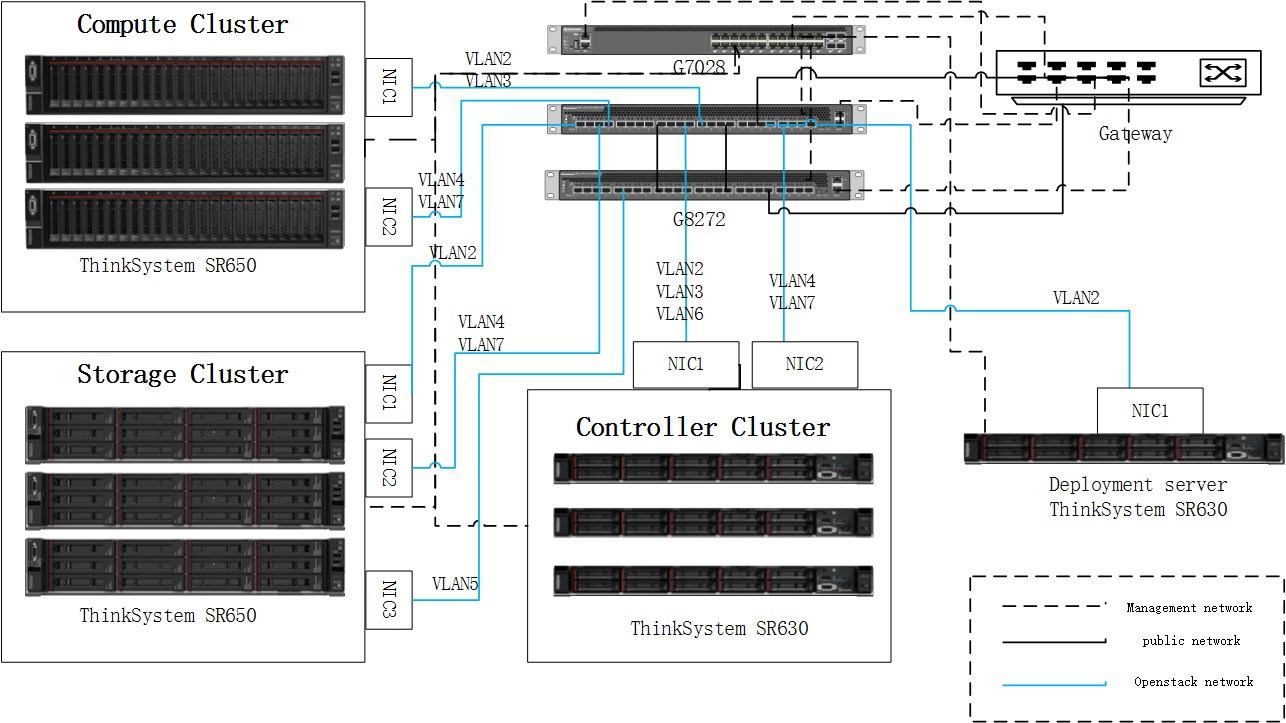 Compute Cluster
NIC1
VLAN2
VLAN3
G7028
Gateway
VLAN4
VLAN7
NIC2
G8272
ThinkSystem SR650
VLAN2
VLAN2
VLAN3
VLAN6
VLAN4
VLAN7
VLAN2
VLAN4
VLAN7
Storage Cluster
NIC1
NIC1
NIC2
NIC1
Controller Cluster
NIC2
Deployment server
ThinkSystem SR630
VLAN5
NIC3
ThinkSystem SR650
ThinkSystem SR630
Management network
public network
Openstack network